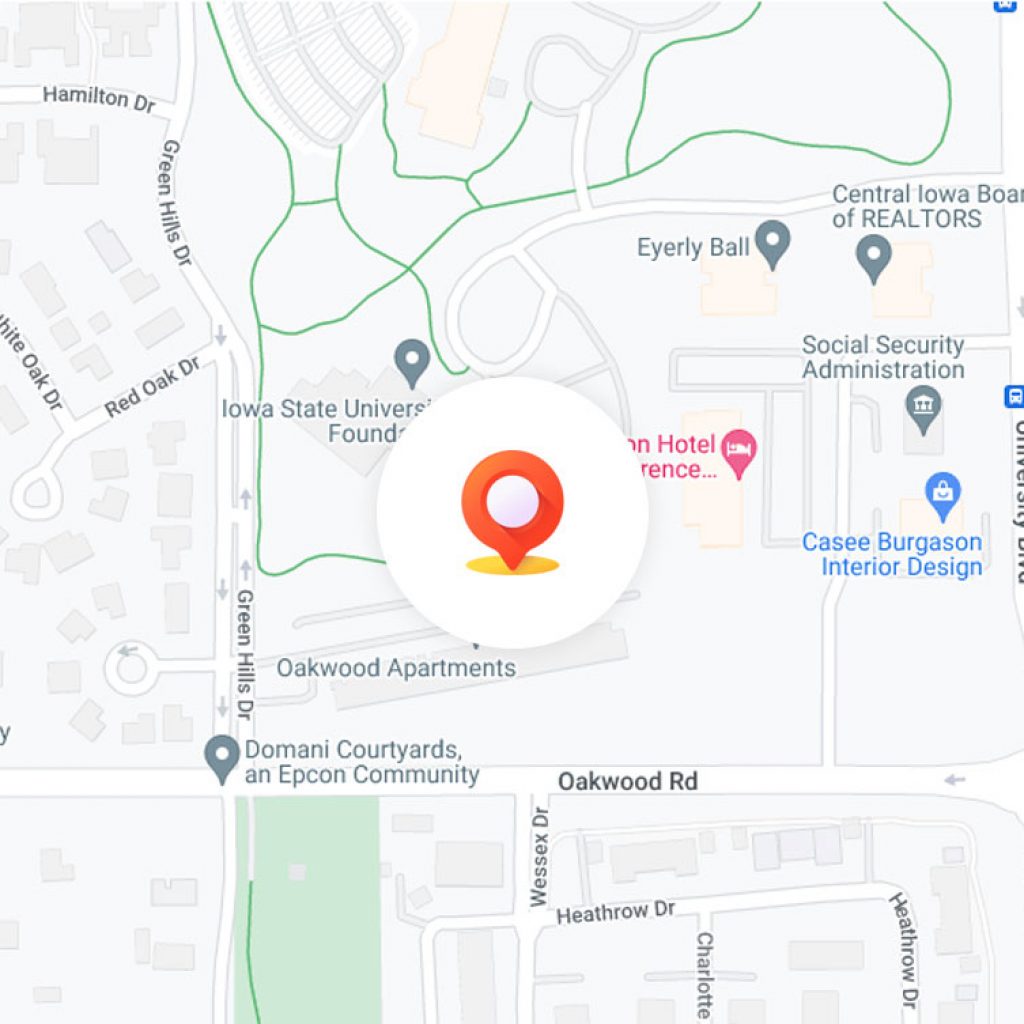 Hamilton Dr
Green Hills Dr
Central Iowa Boar
of REALTORS
Eyerly Ball
White Oak Dr
Red Oak Dr
Social Security
Administration
Iowa State Universi
Founda
on Hotel
rence...
University Blvd
Casee Burgason
Interior Design
Green Hills Dr
Oakwood Apartments
y
Domani Courtyards,
an Epcon Community
Oakwood Rd
Wessex Dr
Heathrow Dr
Heathrow Dr
Charlotte